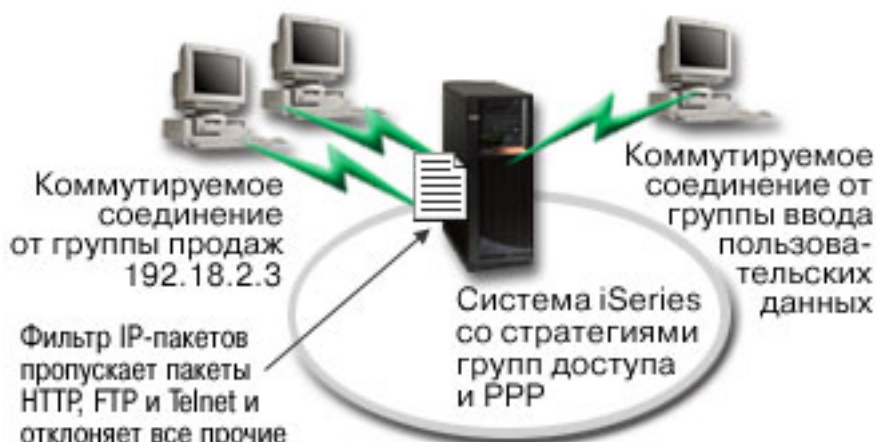 Коммутируемое
соединение
от группы продаж
192.18.2.3
Фильтр IP-пакетов
пропускает пакеты
HTTP, FTP и Telnet и
отклоняет все прочие
Система iSeries
со стратегиями
групп доступа
и PPP
Коммутируемое
соединение от
группы ввода
пользова-
тельских
данных